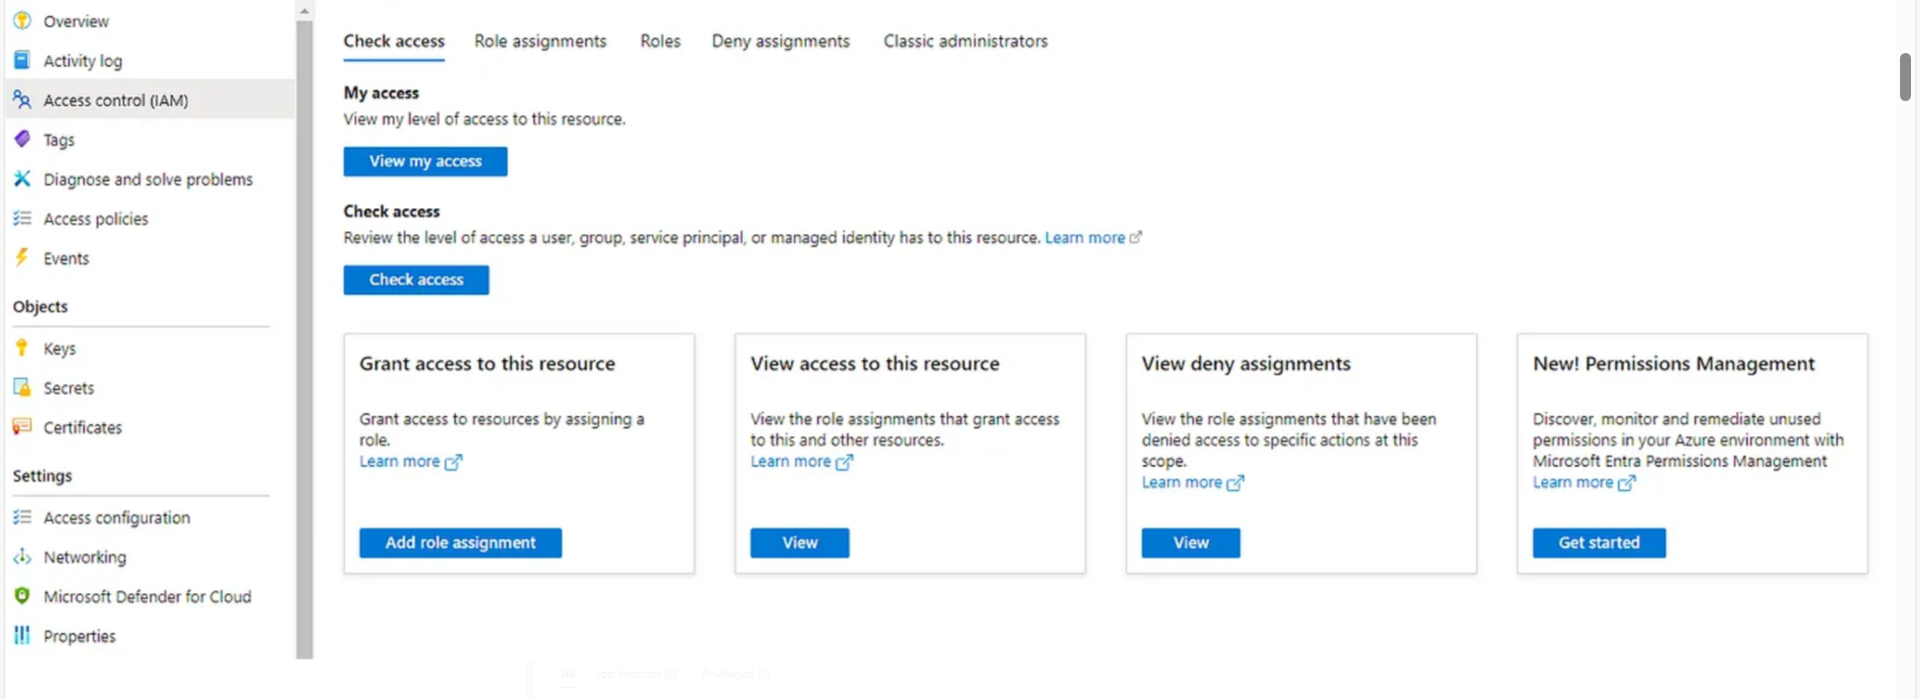 Overview
Activity log
Access control (IAM)
Tags
Diagnose and solve problems
Access policies
Events
Objects
Keys
Secrets
Certificates
Settings
Access configuration
Networking
Microsoft Defender for Cloud
Properties
Check access Role assignments Roles Deny assignments Classic administrators
My access
View my level of access to this resource.
View my access
Check access
Review the level of access a user, group, service principal, or managed identity has to this resource. Learn more
Check access
Grant access to this resource
Grant access to resources by assigning a
role.
Learn more
Add role assignment
View access to this resource
View the role assignments that grant access
to this and other resources.
Learn more
View
View deny assignments
View the role assignments that have been
denied access to specific actions at this
scope.
Learn more
View
New! Permissions Management
Discover, monitor and remediate unused
permissions in your Azure environment with
Microsoft Entra Permissions Management
Learn more
Get started
All Job function (0) Privileged (0)